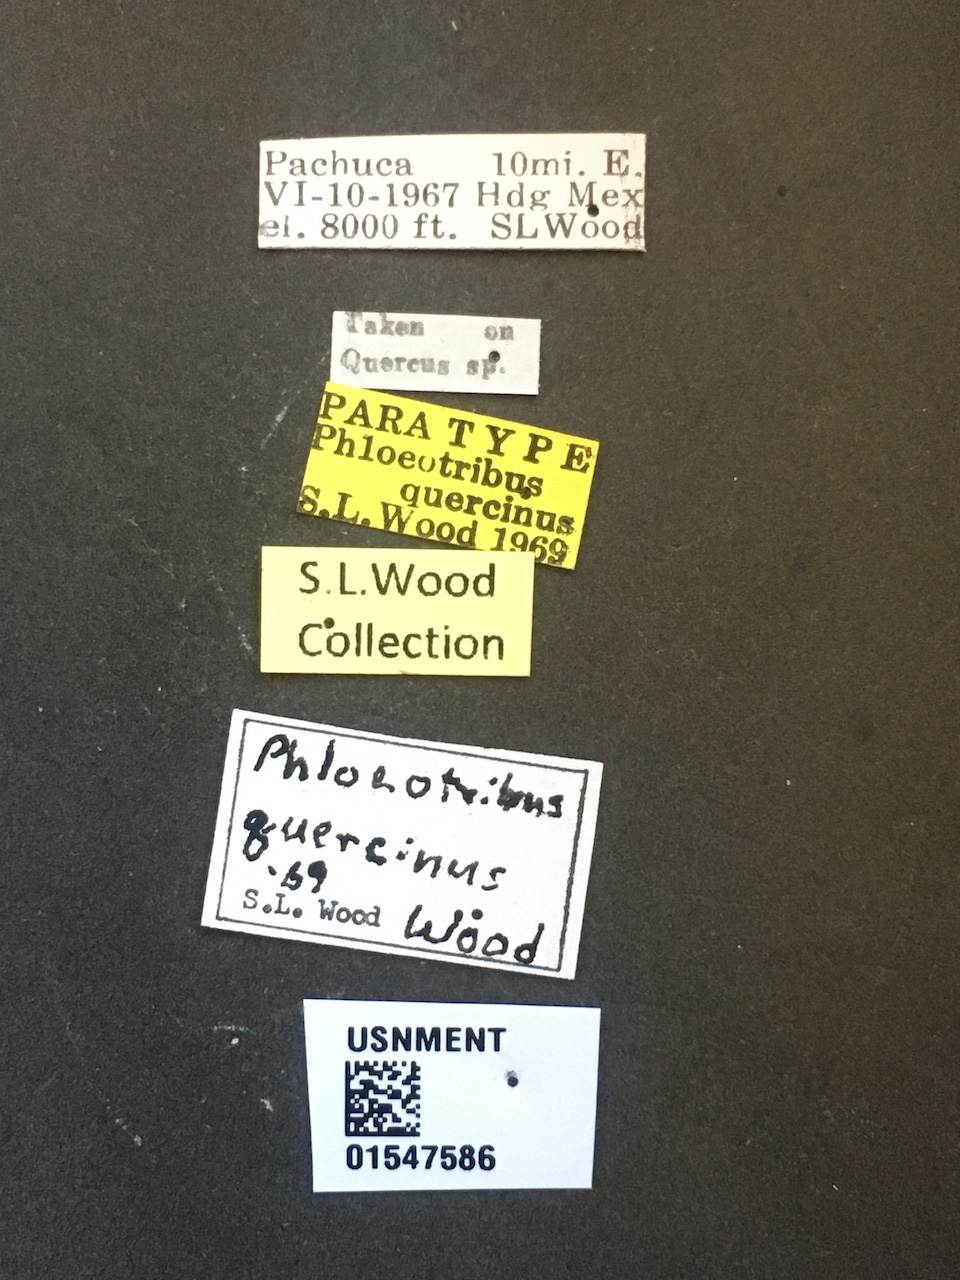 Pachuca 10mi. E.
VI-10-1967 Hdg Mex
el. 8000 ft. SLWood
Taken on
Quercus sp.
PARATYPE
Phloeotribus
quercinus
S.L. Wood 1969
S.L.Wood
Collection
Phloeotribus
quercinus
'69
S.L. Wood Wood
USNMENT
01547586